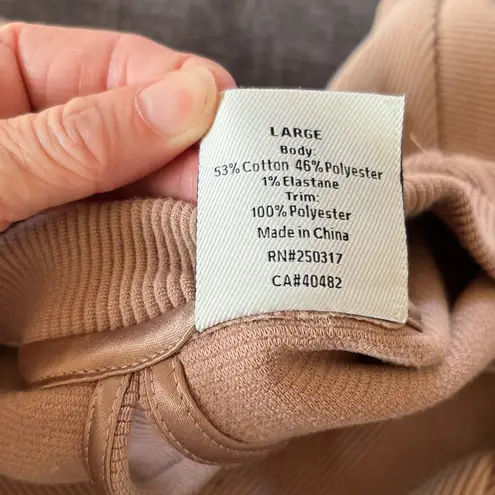 LARGE
Body:
53% Cotton 46% Polyester
1% Elastane
Trim:
100% Polyester
Made in China
RN#250317
CA#40482